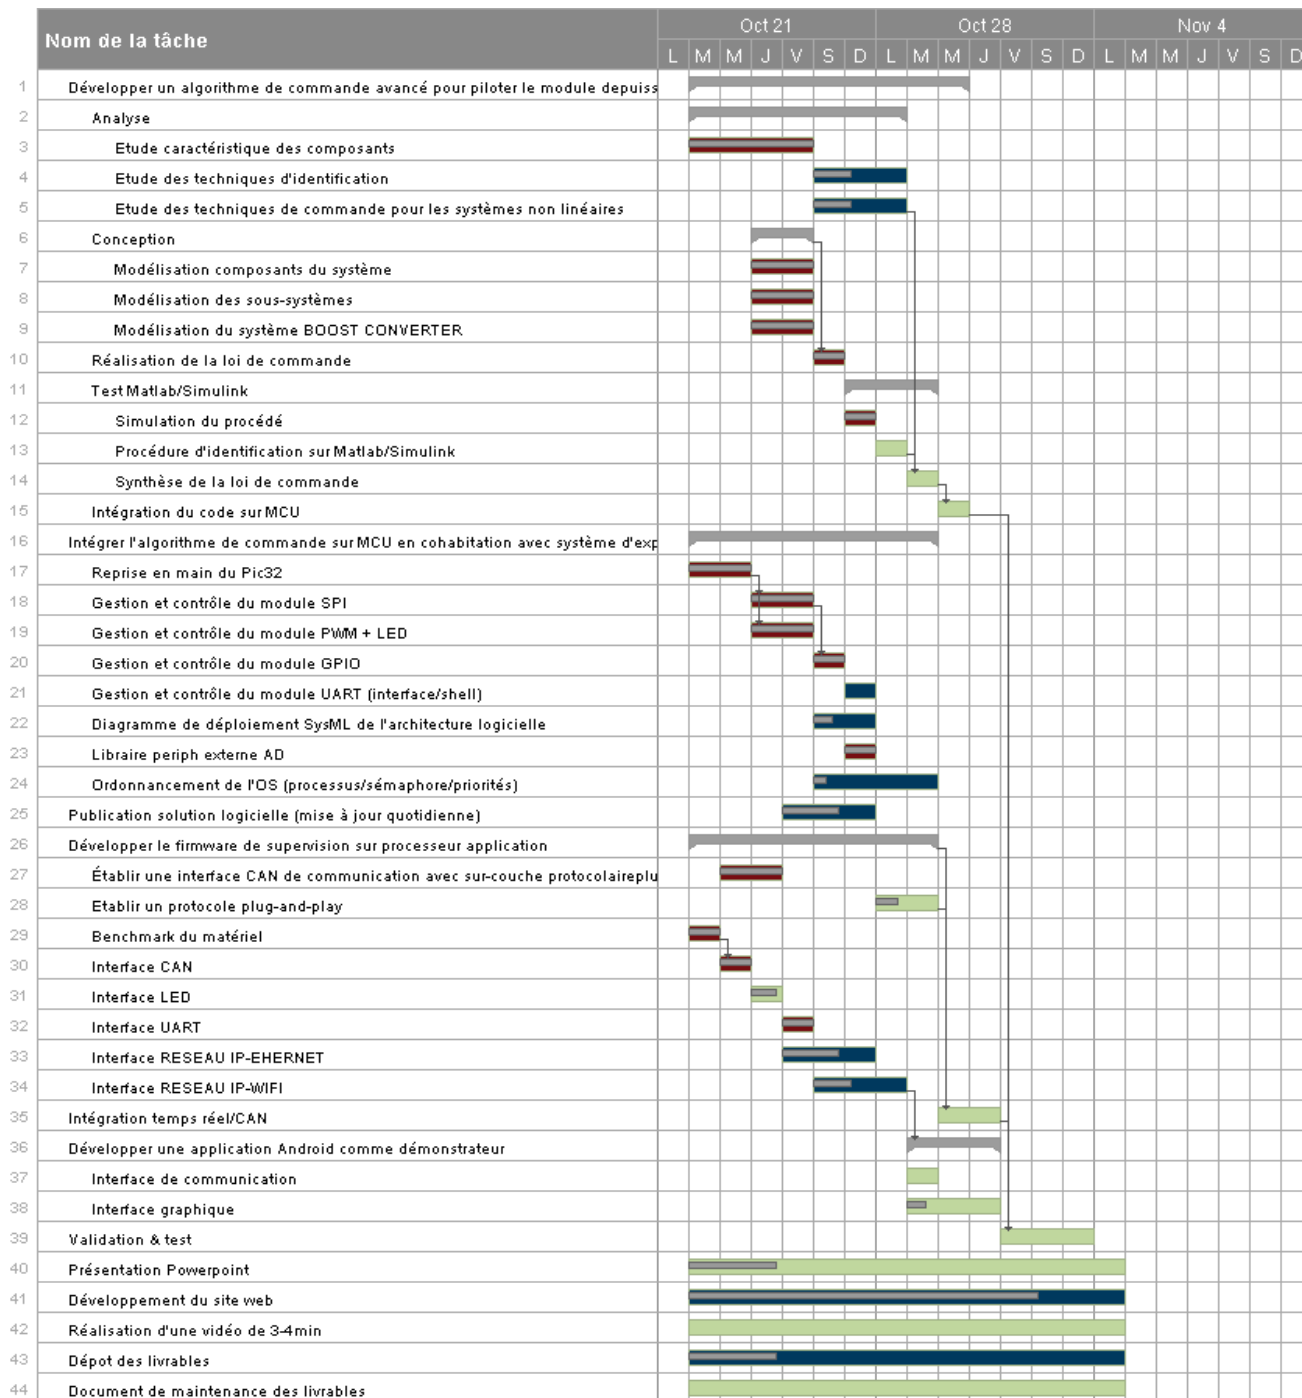 Nom de la tâche
Oct 21 Oct 28 Nov 4
L M M J V S D L M M J V S D L M M J V S D
1 Développer un algorithme de commande avancé pour piloter le module depuiss
2 Analyse
3 Etude caractéristique des composants
4 Etude des techniques d'identification
5 Etude des techniques de commande pour les systèmes non linéaires
6 Conception
7 Modélisation composants du système
8 Modélisation des sous-systèmes
9 Modélisation du système BOOST CONVERTER
10 Réalisation de la loi de commande
11 Test Matlab/Simulink
12 Simulation du procédé
13 Procédure d'identification sur Matlab/Simulink
14 Synthèse de la loi de commande
15 Intégration du code sur MCU
16 Intégrer l'algorithme de commande sur MCU en cohabitation avec système d'exp
17 Reprise en main du Pic32
18 Gestion et contrôle du module SPI
19 Gestion et contrôle du module PWM + LED
20 Gestion et contrôle du module GPIO
21 Gestion et contrôle du module UART (interface/shell)
22 Diagramme de déploiement SysML de l'architecture logicielle
23 Libraire periph externe AD
24 Ordonnancement de l'OS (processus/sémaphore/priorités)
25 Publication solution logicielle (mise à jour quotidienne)
26 Développer le firmware de supervision sur processeur application
27 Établir une interface CAN de communication avec sur-couche protocolaireplu
28 Etablir un protocole plug-and-play
29 Benchmark du matériel
30 Interface CAN
31 Interface LED
32 Interface UART
33 Interface RESEAU IP-EHERNET
34 Interface RESEAU IP-WIFI
35 Intégration temps réel/CAN
36 Développer une application Android comme démonstrateur
37 Interface de communication
38 Interface graphique
39 Validation & test
40 Présentation Powerpoint
41 Développement du site web
42 Réalisation d'une vidéo de 3-4min
43 Dépot des livrables
44 Document de maintenance des livrables